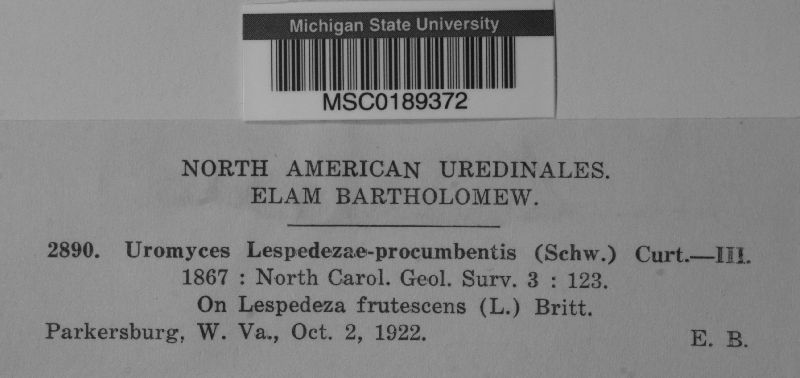 Michigan State University
MSC0189372
NORTH AMERICAN UREDINALES.
ELAM BARTHOLOMEW.
2890. Uromyces Lespedezae-procumbentis (Schw.) Curt.—III.
1867 : North Carol. Geol. Surv. 3 : 123.
On Lespedeza frutescens (L.) Britt.
Parkersburg, W. Va., Oct. 2, 1922.
E. B.